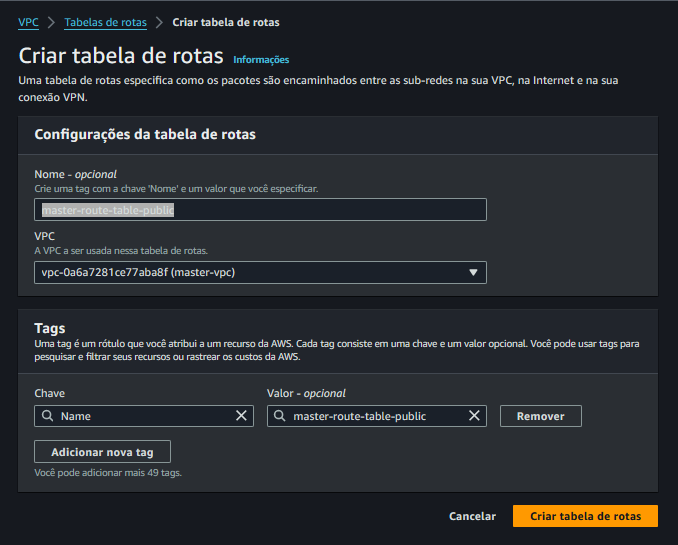 VPC > Tabelas de rotas > Criar tabela de rotas
Criar tabela de rotas Informações
Uma tabela de rotas especifica como os pacotes são encaminhados entre as sub-redes na sua VPC, na Internet e na sua
conexão VPN.
Configurações da tabela de rotas
Nome - opcional
Crie uma tag com a chave 'Nome' e um valor que você especificar.
master-route-table-public
VPC
A VPC a ser usada nessa tabela de rotas.
vpc-0a6a7281ce77aba8f (master-vpc)
Tags
Uma tag é um rótulo que você atribui a um recurso da AWS. Cada tag consiste em uma chave e um valor opcional. Você pode usar tags para
pesquisar e filtrar seus recursos ou rastrear os custos da AWS.
Chave Valor - opcional
Name master-route-table-public Remover
Adicionar nova tag
Você pode adicionar mais 49 tags.
Cancelar Criar tabela de rotas